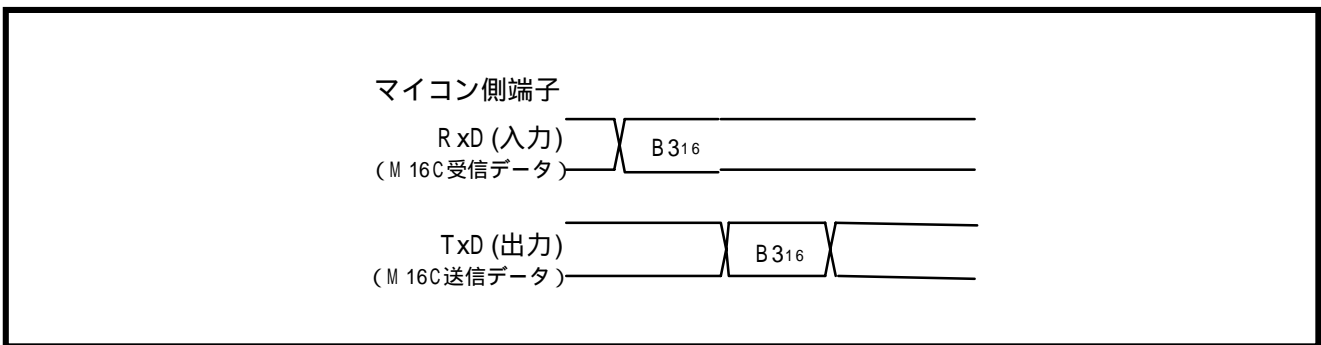 マイコン側端子
RxD (入力)
B316
(M16C受信データ)
TxD (出力)
B316
(M16C送信データ)